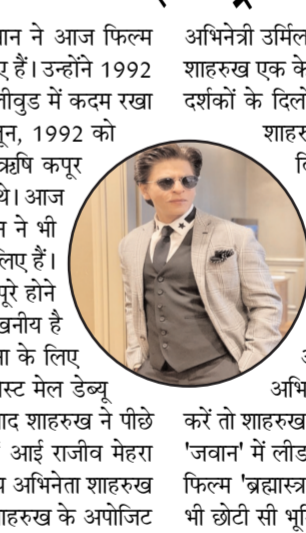 ान ने आज फिल्म
ए हैं। उन्होंने 1992
लीवुड में कदम रखा
जून, 1992 को
ऋषि कपूर
थे। आज
न ने भी
लिए हैं।
पूरे होने
खनीय है
ना के लिए
स्ट मेल डेब्यू
ाद शाहरुख ने पीछे
आई राजीव मेहरा
अभिनेता शाहरुख
ाहरुख के अपोजिट
अभिनेत्री उर्मिल
शाहरुख एक के
दर्शकों के दिलो
शाहरु
अभि
करें तो शाहरुख
'जवान' में लीड
फिल्म 'ब्रह्मास्त्र
भी छोटी सी भूमि